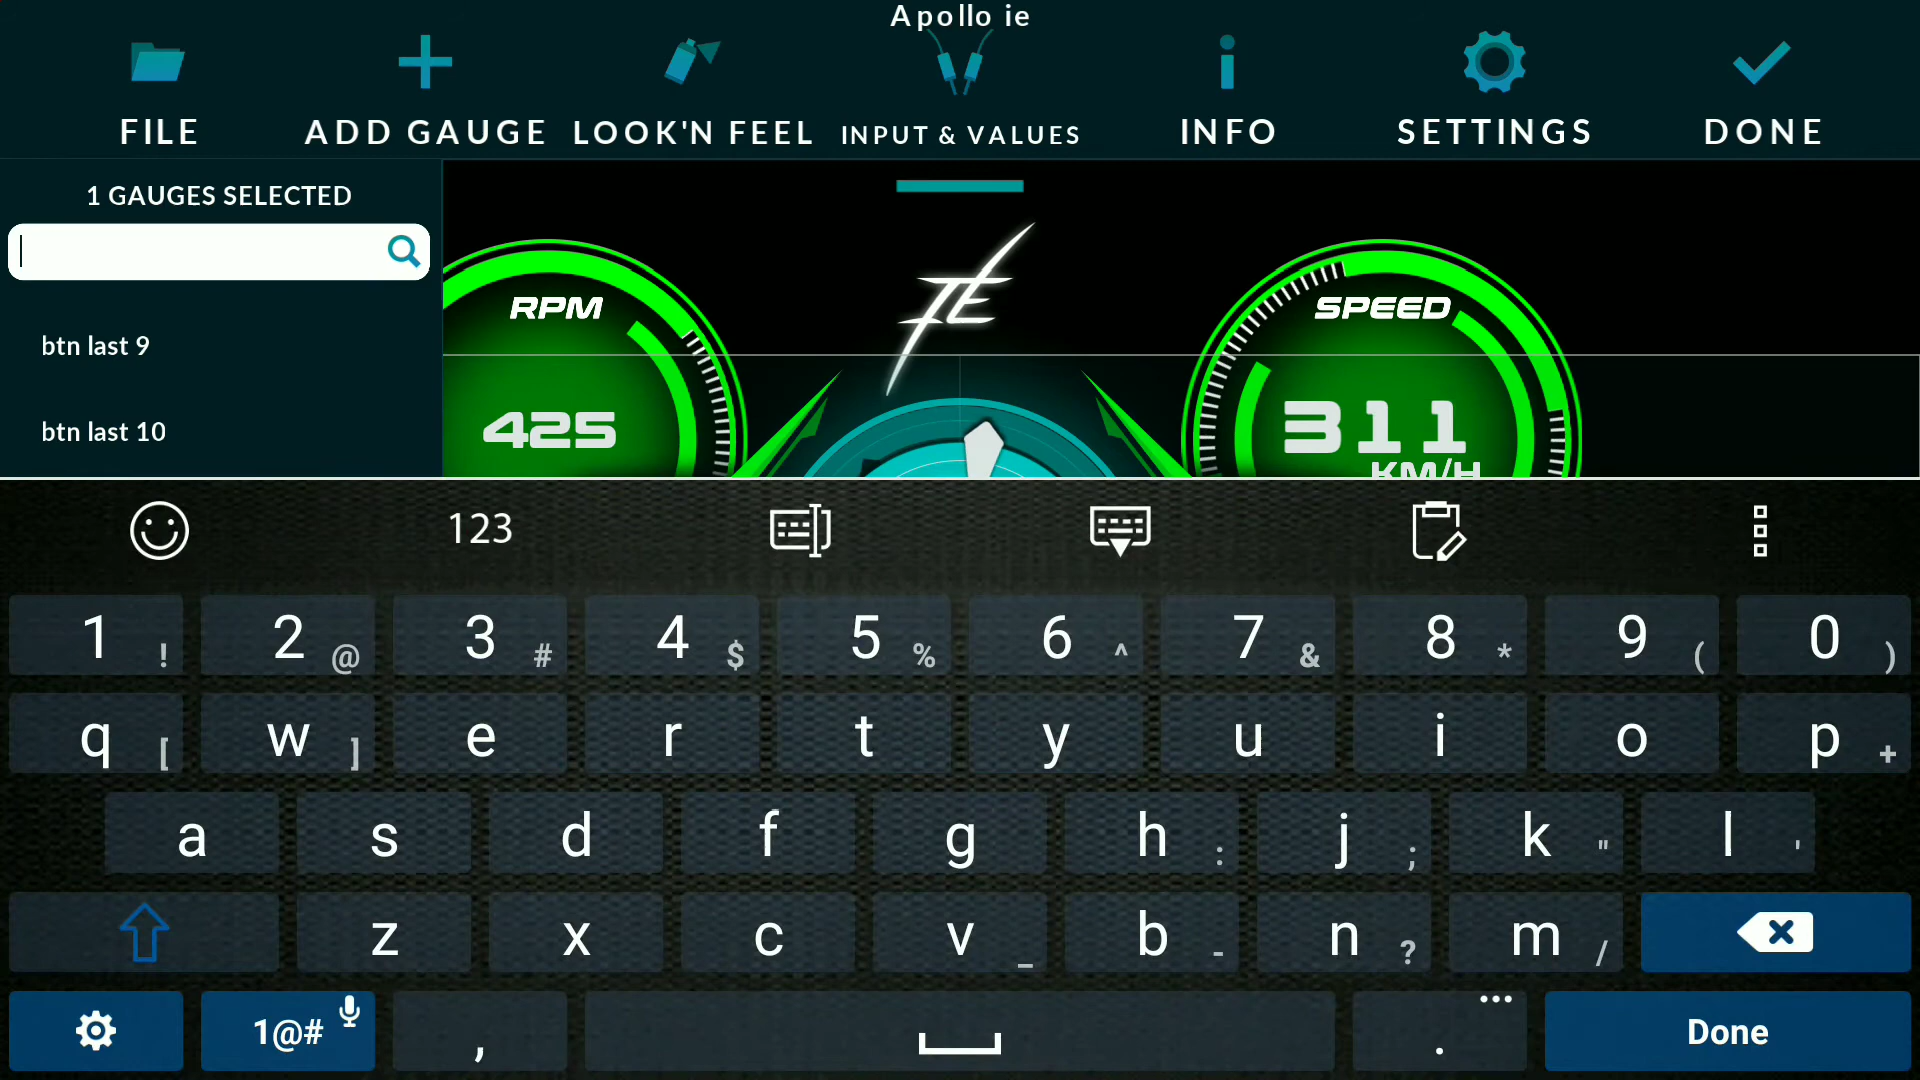 Apollo ie
FILE
ADD GAUGE
LOOK'N FEEL
INPUT & VALUES
INFO
SETTINGS
DONE
1 GAUGES SELECTED
btn last 9
btn last 10
RPM
425
IE
SPEED
311
KM/H
123
1 ! 2 @ 3 # 4 $ 5 % 6 ^ 7 & 8 * 9 ( 0 )
q [ w ] e r t y u i o p +
a s d f g h : j ; k " l '
z x c v _ b - n ? m /
1@# , . Done